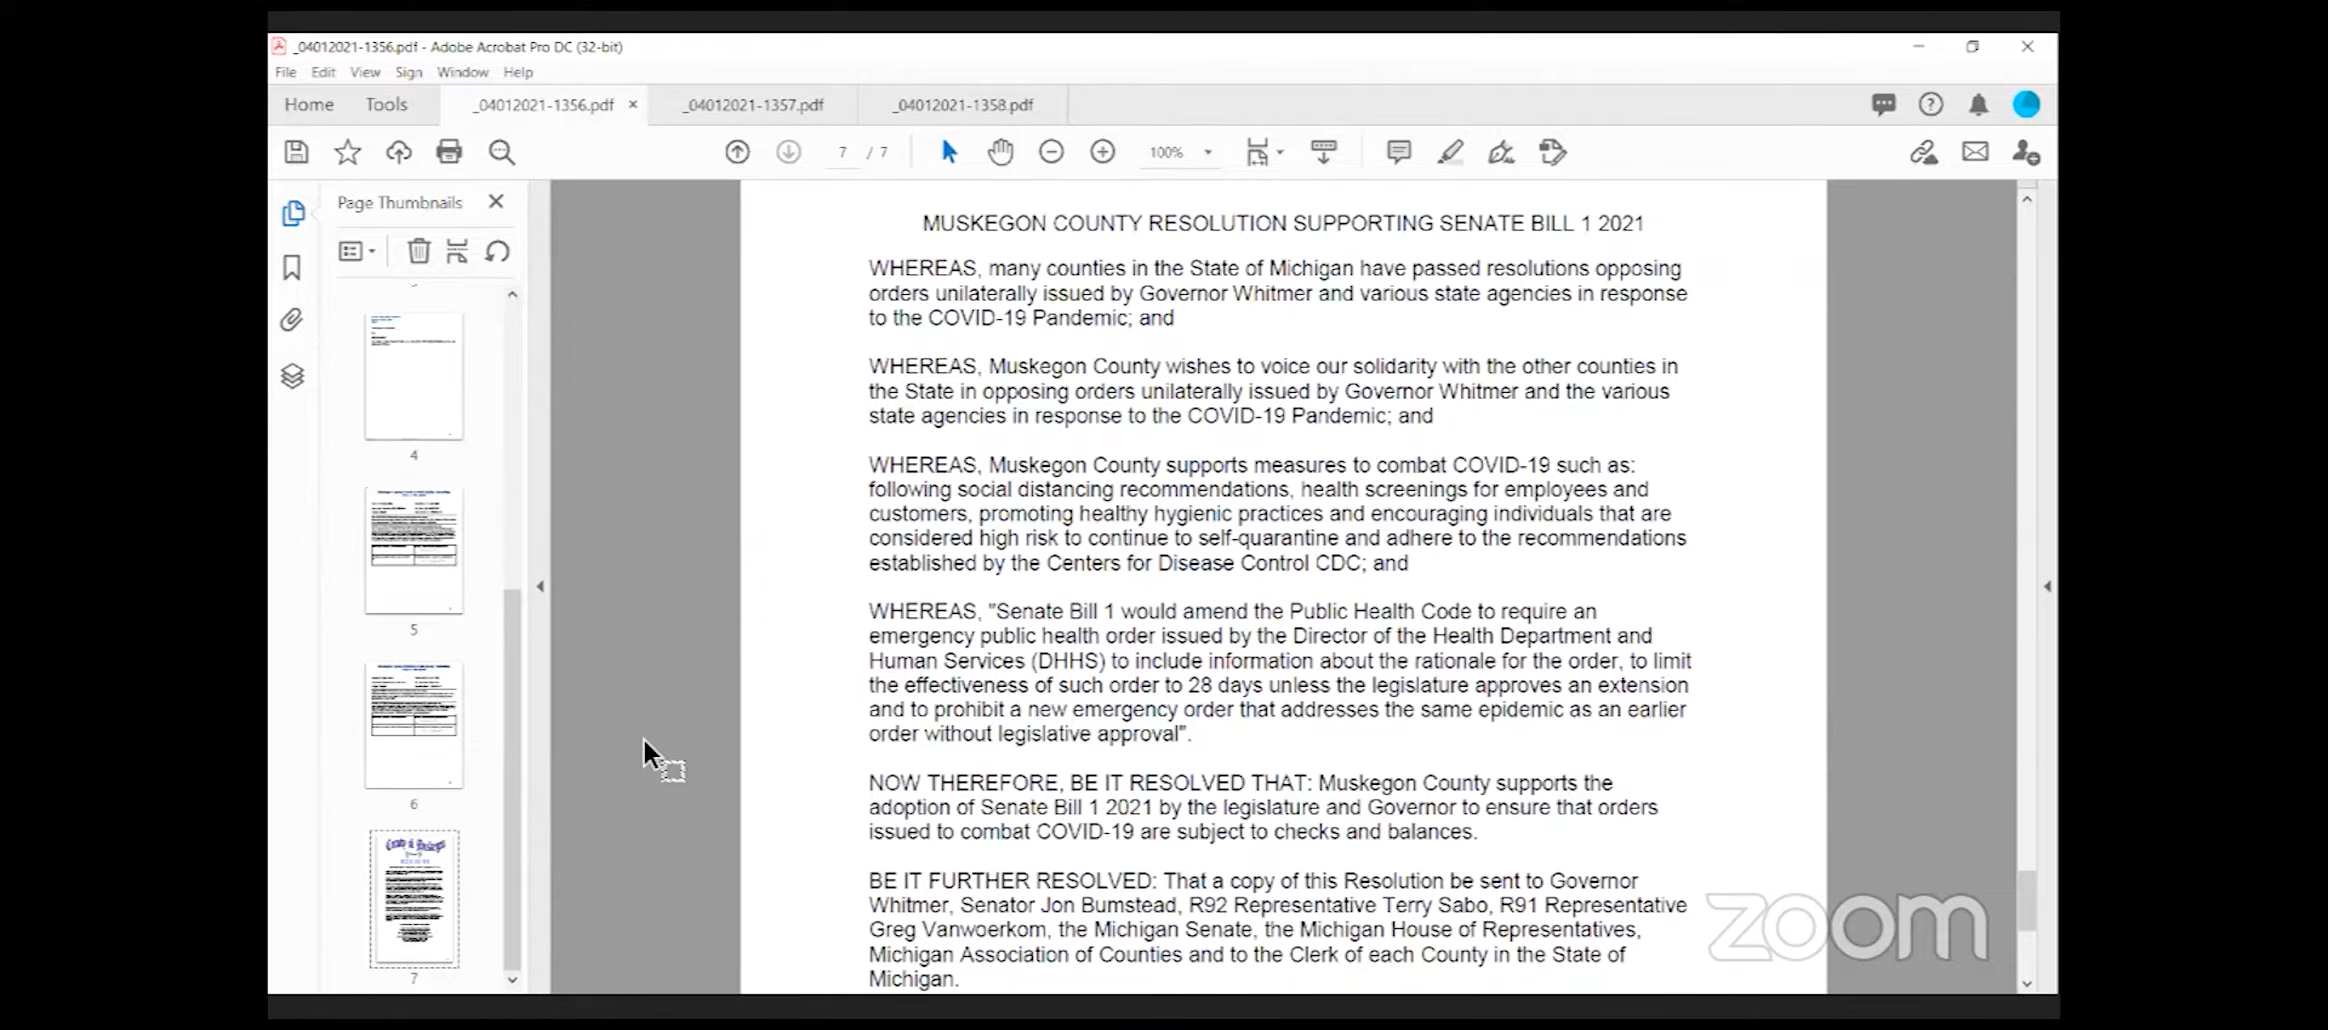 _04012021-1356.pdf - Adobe Acrobat Pro DC (32-bit)
File Edit View Sign Window Help
Home Tools _04012021-1356.pdf × _04012021-1357.pdf _04012021-1358.pdf
7 / 7 100%
Page Thumbnails
4
5
6
7
MUSKEGON COUNTY RESOLUTION SUPPORTING SENATE BILL 1 2021
WHEREAS, many counties in the State of Michigan have passed resolutions opposing
orders unilaterally issued by Governor Whitmer and various state agencies in response
to the COVID-19 Pandemic; and
WHEREAS, Muskegon County wishes to voice our solidarity with the other counties in
the State in opposing orders unilaterally issued by Governor Whitmer and the various
state agencies in response to the COVID-19 Pandemic; and
WHEREAS, Muskegon County supports measures to combat COVID-19 such as:
following social distancing recommendations, health screenings for employees and
customers, promoting healthy hygienic practices and encouraging individuals that are
considered high risk to continue to self-quarantine and adhere to the recommendations
established by the Centers for Disease Control CDC; and
WHEREAS, "Senate Bill 1 would amend the Public Health Code to require an
emergency public health order issued by the Director of the Health Department and
Human Services (DHHS) to include information about the rationale for the order, to limit
the effectiveness of such order to 28 days unless the legislature approves an extension
and to prohibit a new emergency order that addresses the same epidemic as an earlier
order without legislative approval".
NOW THEREFORE, BE IT RESOLVED THAT: Muskegon County supports the
adoption of Senate Bill 1 2021 by the legislature and Governor to ensure that orders
issued to combat COVID-19 are subject to checks and balances.
BE IT FURTHER RESOLVED: That a copy of this Resolution be sent to Governor
Whitmer, Senator Jon Bumstead, R92 Representative Terry Sabo, R91 Representative
Greg Vanwoerkom, the Michigan Senate, the Michigan House of Representatives,
Michigan Association of Counties and to the Clerk of each County in the State of
Michigan.
zoom